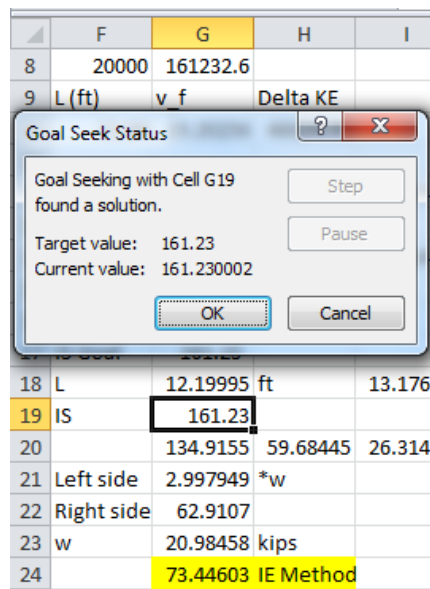 F G H I
8 20000 161232.6
9 L (ft) v_f Delta KE
Goal Seek Status
Goal Seeking with Cell G19
found a solution.
Step
Pause
Target value: 161.23
Current value: 161.230002
OK Cancel
18 L 12.19995 ft 13.176
19 IS 161.23
20 134.9155 59.68445 26.314
21 Left side 2.997949 *w
22 Right side 62.9107
23 w 20.98458 kips
24 73.44603 IE Method